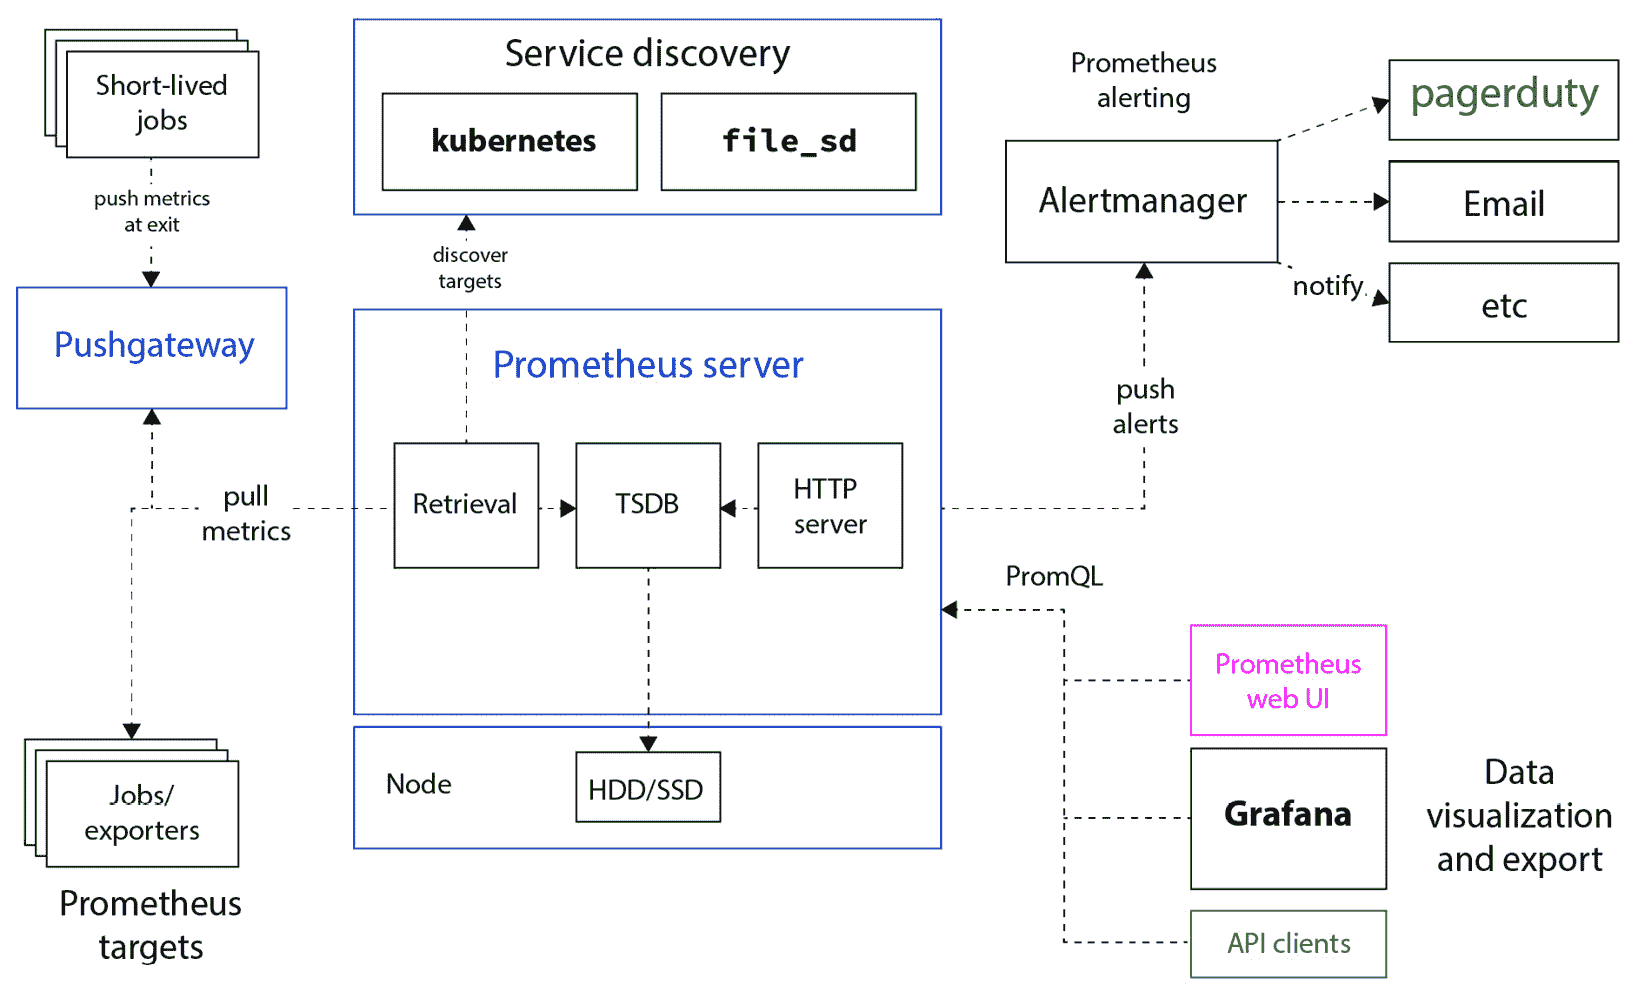 Short-lived
jobs
push metrics
at exit
Pushgateway
pull
metrics
Jobs/
exporters
Prometheus
targets
Service discovery
kubernetes
file_sd
discover
targets
Prometheus server
Retrieval
TSDB
HTTP
server
Node
HDD/SSD
Prometheus
alerting
Alertmanager
pagerduty
Email
notify
etc
push
alerts
PromQL
Prometheus
web UI
Grafana
API clients
Data
visualization
and export